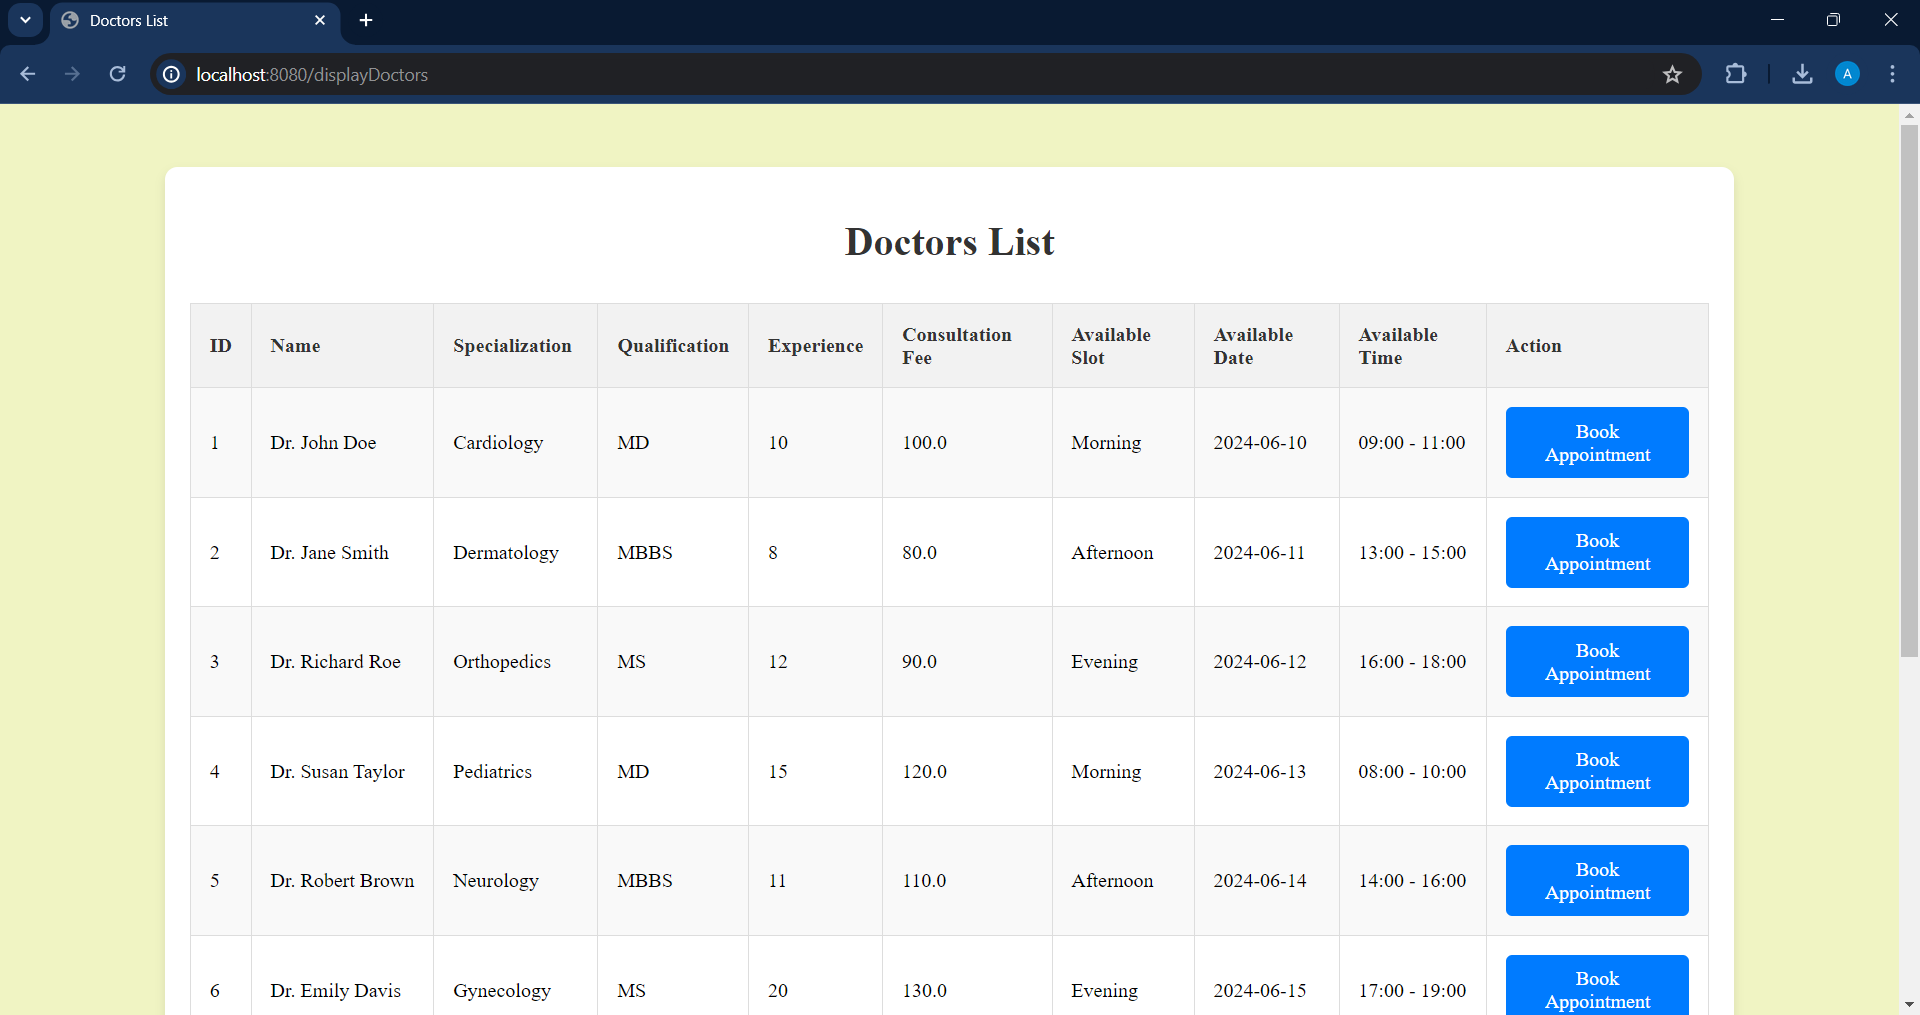 Doctors List
localhost:8080/displayDoctors
A
Doctors List
ID Name Specialization Qualification Experience Consultation Fee Available Slot Available Date Available Time Action
1 Dr. John Doe Cardiology MD 10 100.0 Morning 2024-06-10 09:00 - 11:00 Book Appointment
2 Dr. Jane Smith Dermatology MBBS 8 80.0 Afternoon 2024-06-11 13:00 - 15:00 Book Appointment
3 Dr. Richard Roe Orthopedics MS 12 90.0 Evening 2024-06-12 16:00 - 18:00 Book Appointment
4 Dr. Susan Taylor Pediatrics MD 15 120.0 Morning 2024-06-13 08:00 - 10:00 Book Appointment
5 Dr. Robert Brown Neurology MBBS 11 110.0 Afternoon 2024-06-14 14:00 - 16:00 Book Appointment
6 Dr. Emily Davis Gynecology MS 20 130.0 Evening 2024-06-15 17:00 - 19:00 Book Appointment